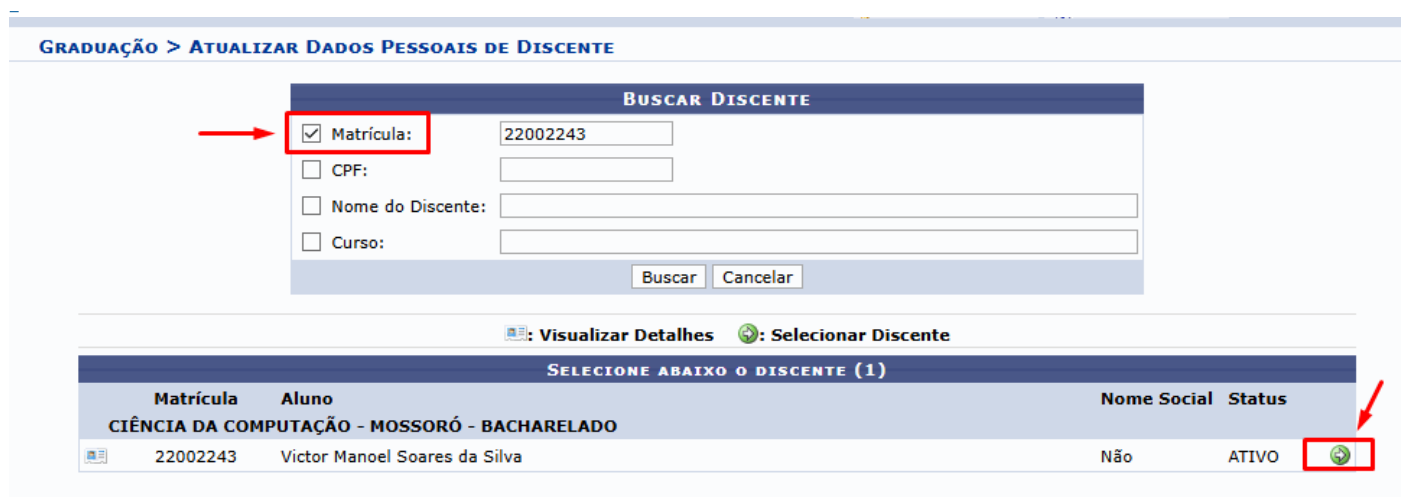 GRADUAÇÃO > ATUALIZAR DADOS PESSOAIS DE DISCENTE
BUSCAR DISCENTE
Matrícula: 22002243
CPF:
Nome do Discente:
Curso:
Buscar Cancelar
: Visualizar Detalhes : Selecionar Discente
SELECIONE ABAIXO O DISCENTE (1)
Matrícula Aluno Nome Social Status
CIÊNCIA DA COMPUTAÇÃO - MOSSORÓ - BACHARELADO
22002243 Victor Manoel Soares da Silva Não ATIVO